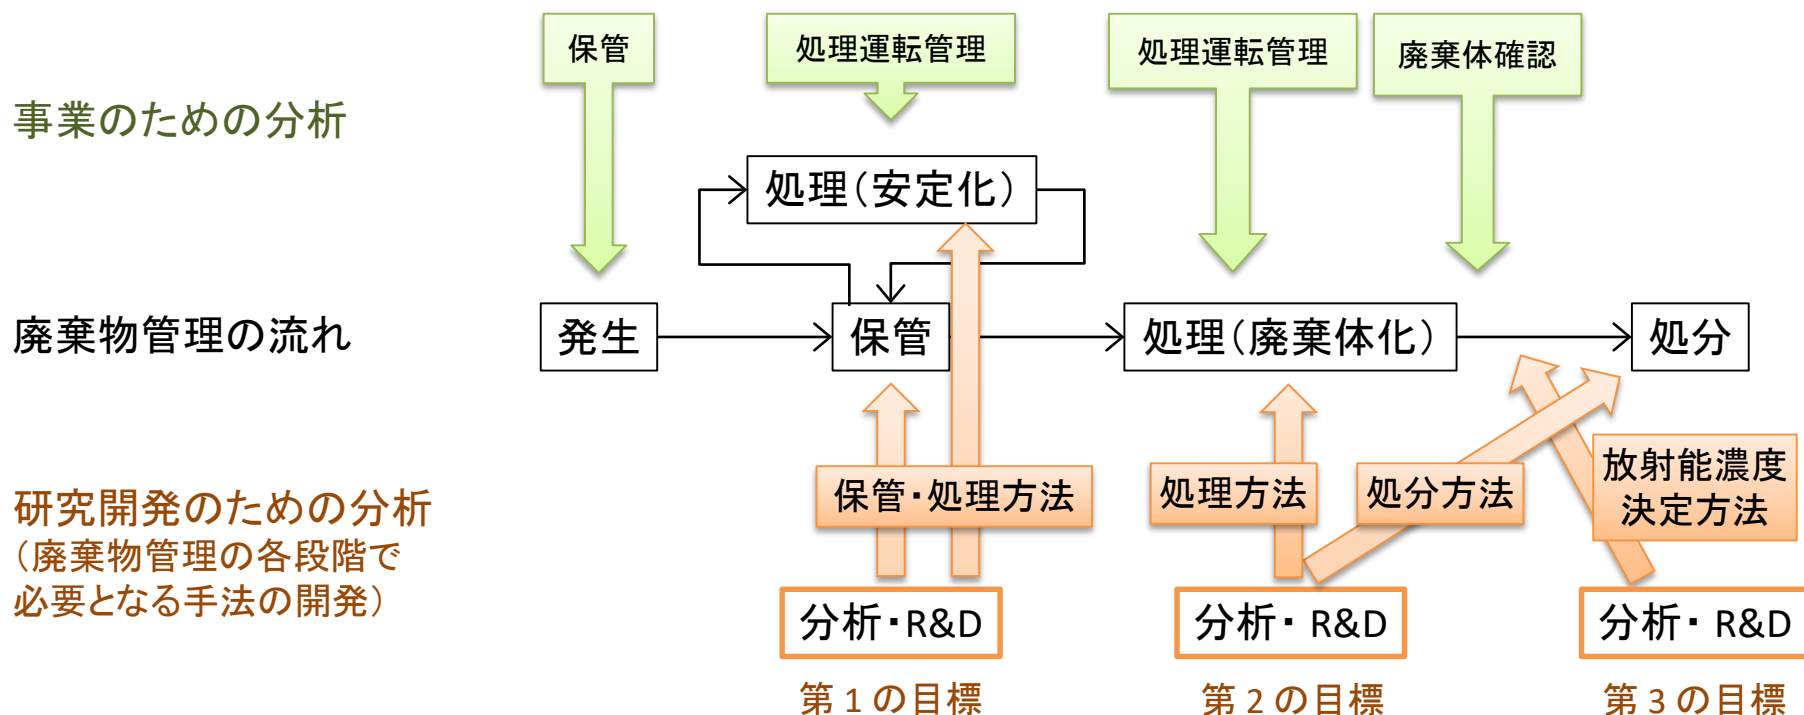 保管
処理運転管理
処理運転管理
廃棄体確認
事業のための分析
処理(安定化)
廃棄物管理の流れ
発生
保管
処理(廃棄体化)
処分
研究開発のための分析
(廃棄物管理の各段階で
必要となる手法の開発)
保管・処理方法
処理方法
処分方法
放射能濃度
決定方法
分析・R&D
分析・ R&D
分析・ R&D
第 1 の目標
第 2 の目標
第 3 の目標